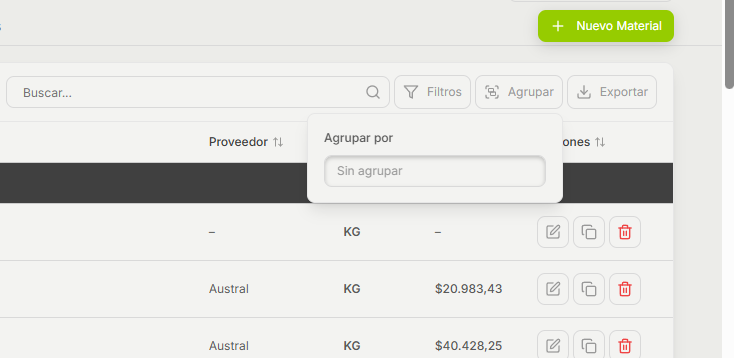 Nuevo Material
Buscar...
Filtros
Agrupar
Exportar
Proveedor
Agrupar por
ones
Sin agrupar
–
KG
–
Austral
KG
$20.983,43
Austral
KG
$40.428,25